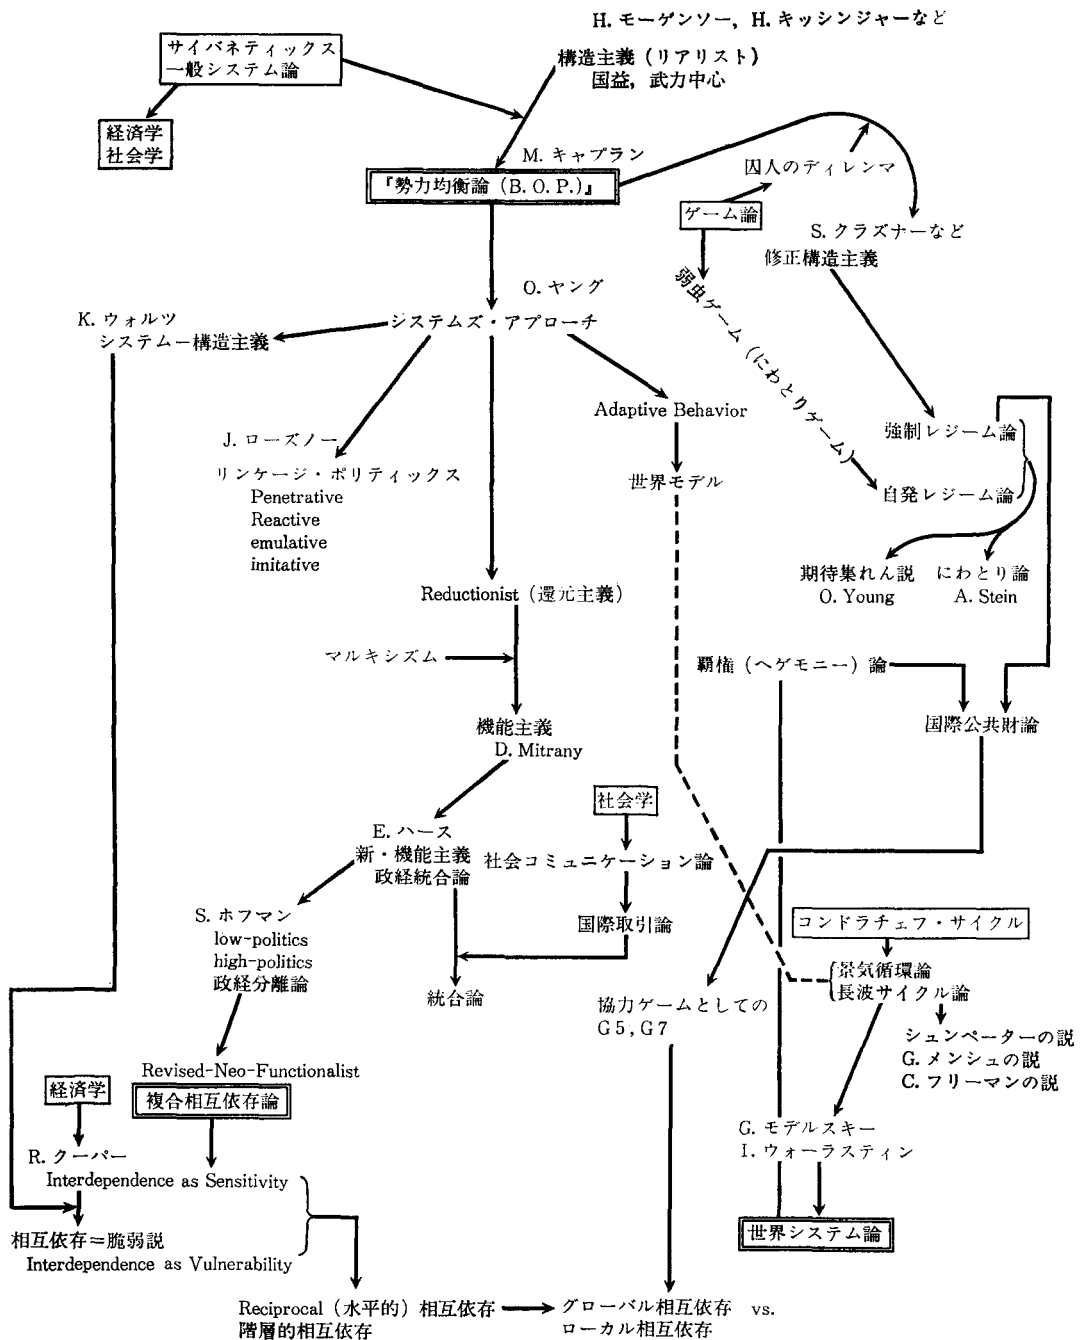 H. モーゲンソー, H. キッシンジャーなど
サイバネティックス
一般システム論
構造主義（リアリスト）
国益, 武力中心
経済学
社会学
M. キャプラン
『勢力均衡論（B. O. P.）』
囚人のディレンマ
ゲーム論
S. クラズナーなど
修正構造主義
弱虫ゲーム（にわとりゲーム）
O. ヤング
システムズ・アプローチ
K. ウォルツ
システム－構造主義
Adaptive Behavior
強制レジーム論
J. ローズノー
リンケージ・ポリティックス
Penetrative
Reactive
emulative
imitative
世界モデル
自発レジーム論
期待集れん説
O. Young
にわとり論
A. Stein
Reductionist（還元主義）
マルキシズム
覇権（ヘゲモニー）論
国際公共財論
機能主義
D. Mitrany
社会学
E. ハース
新・機能主義
政経統合論
社会コミュニケーション論
S. ホフマン
low-politics
high-politics
政経分離論
国際取引論
コンドラチェフ・サイクル
景気循環論
長波サイクル論
統合論
協力ゲームとしての
G5, G7
シュンペーターの説
G. メンシュの説
C. フリーマンの説
Revised-Neo-Functionalist
複合相互依存論
経済学
G. モデルスキー
I. ウォーラスティン
R. クーパー
Interdependence as Sensitivity
世界システム論
相互依存＝脆弱説
Interdependence as Vulnerability
Reciprocal（水平的）相互依存
階層的相互依存
グローバル相互依存 vs.
ローカル相互依存